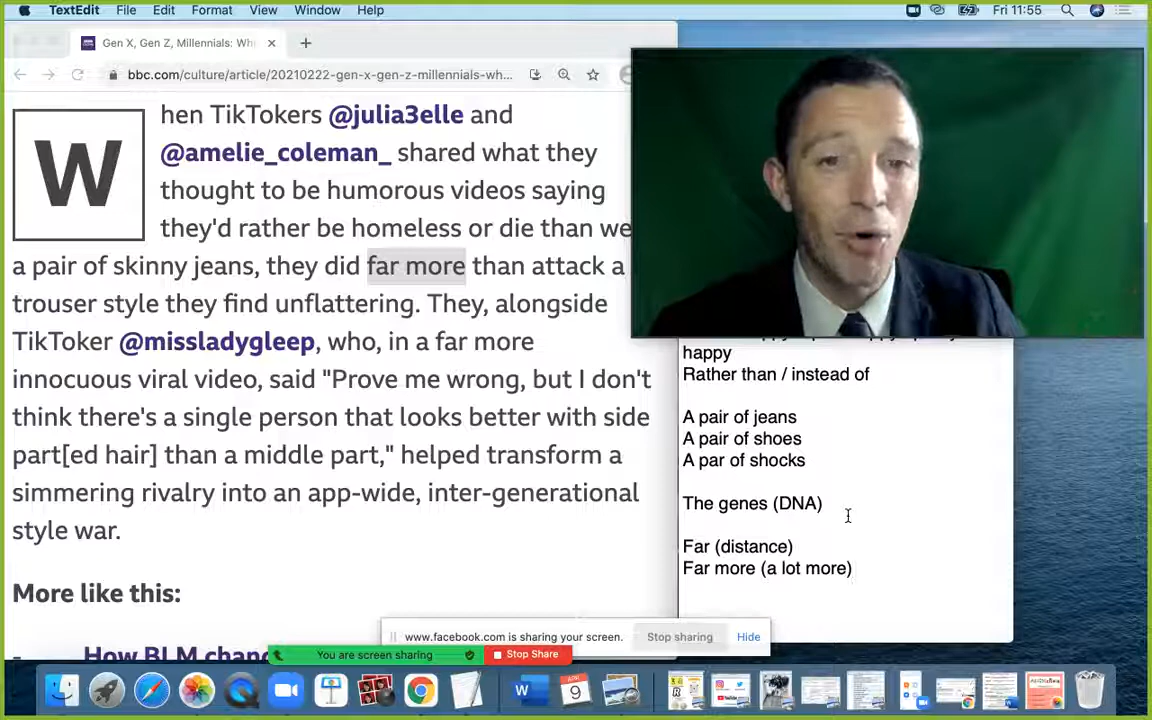 TextEdit File Edit Format View Window Help Fri 11:55
Gen X, Gen Z, Millennials: Wh
bbc.com/culture/article/20210222-gen-x-gen-z-millennials-wh...
When TikTokers @julia3elle and
@amelie_coleman_ shared what they
thought to be humorous videos saying
they'd rather be homeless or die than we
a pair of skinny jeans, they did far more than attack a
trouser style they find unflattering. They, alongside
TikToker @missladygleep, who, in a far more
innocuous viral video, said "Prove me wrong, but I don't
think there's a single person that looks better with side
part[ed hair] than a middle part," helped transform a
simmering rivalry into an app-wide, inter-generational
style war.
More like this:
- How BLM chang
happy
Rather than / instead of
A pair of jeans
A pair of shoes
A par of shocks
The genes (DNA)
Far (distance)
Far more (a lot more)
www.facebook.com is sharing your screen. Stop sharing Hide
You are screen sharing Stop Share
W
APR
9